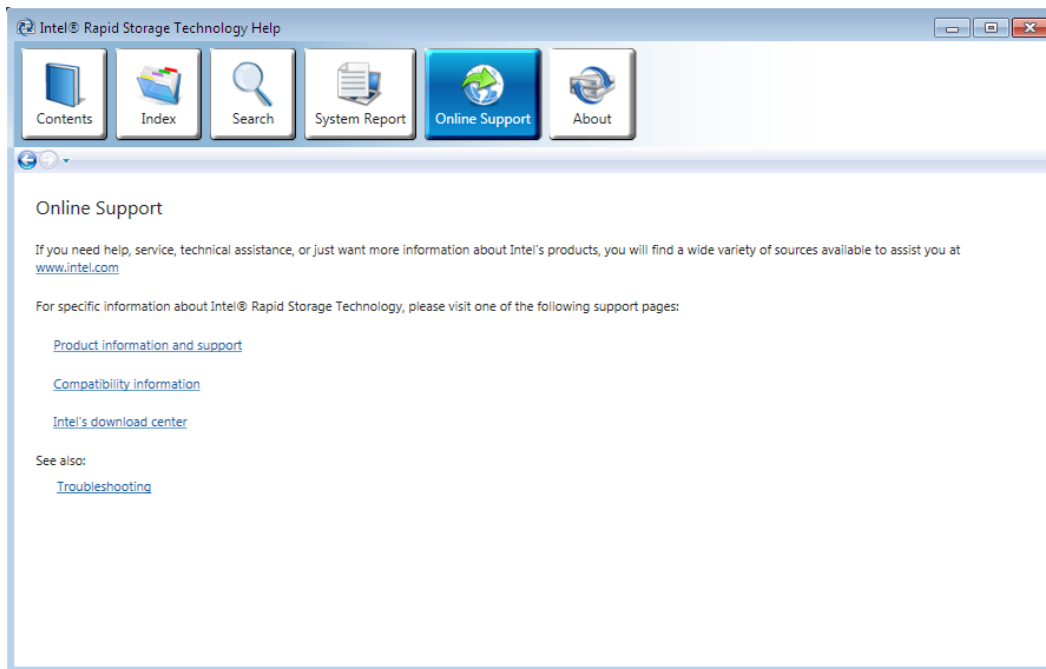 Intel® Rapid Storage Technology Help
Contents
Index
Search
System Report
Online Support
About
Online Support
If you need help, service, technical assistance, or just want more information about Intel's products, you will find a wide variety of sources available to assist you at
www.intel.com
For specific information about Intel® Rapid Storage Technology, please visit one of the following support pages:
Product information and support
Compatibility information
Intel's download center
See also:
Troubleshooting